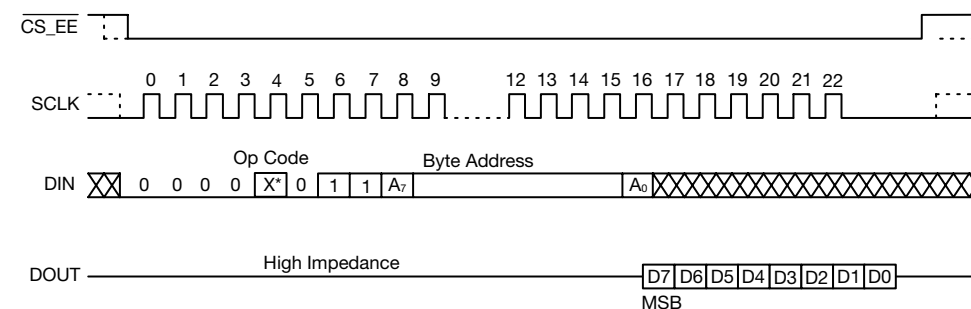 CS_EE
0 1 2 3 4 5 6 7 8 9 12 13 14 15 16 17 18 19 20 21 22
SCLK
Op Code Byte Address
DIN 0 0 0 0 X* 0 1 1 A7 A0
High Impedance
DOUT D7 D6 D5 D4 D3 D2 D1 D0
MSB